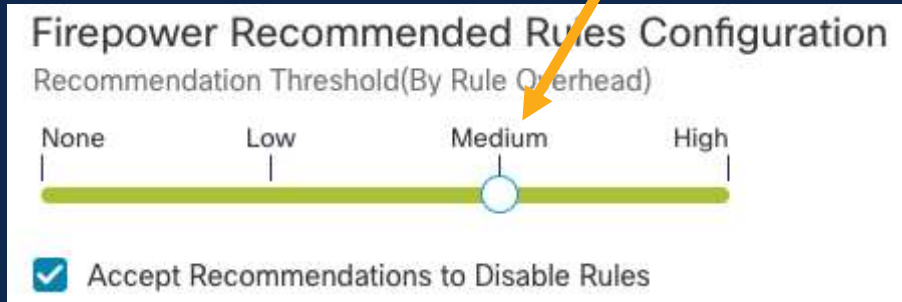 Firepower Recommended Rules Configuration
Recommendation Threshold(By Rule Overhead)
None Low Medium High
Accept Recommendations to Disable Rules